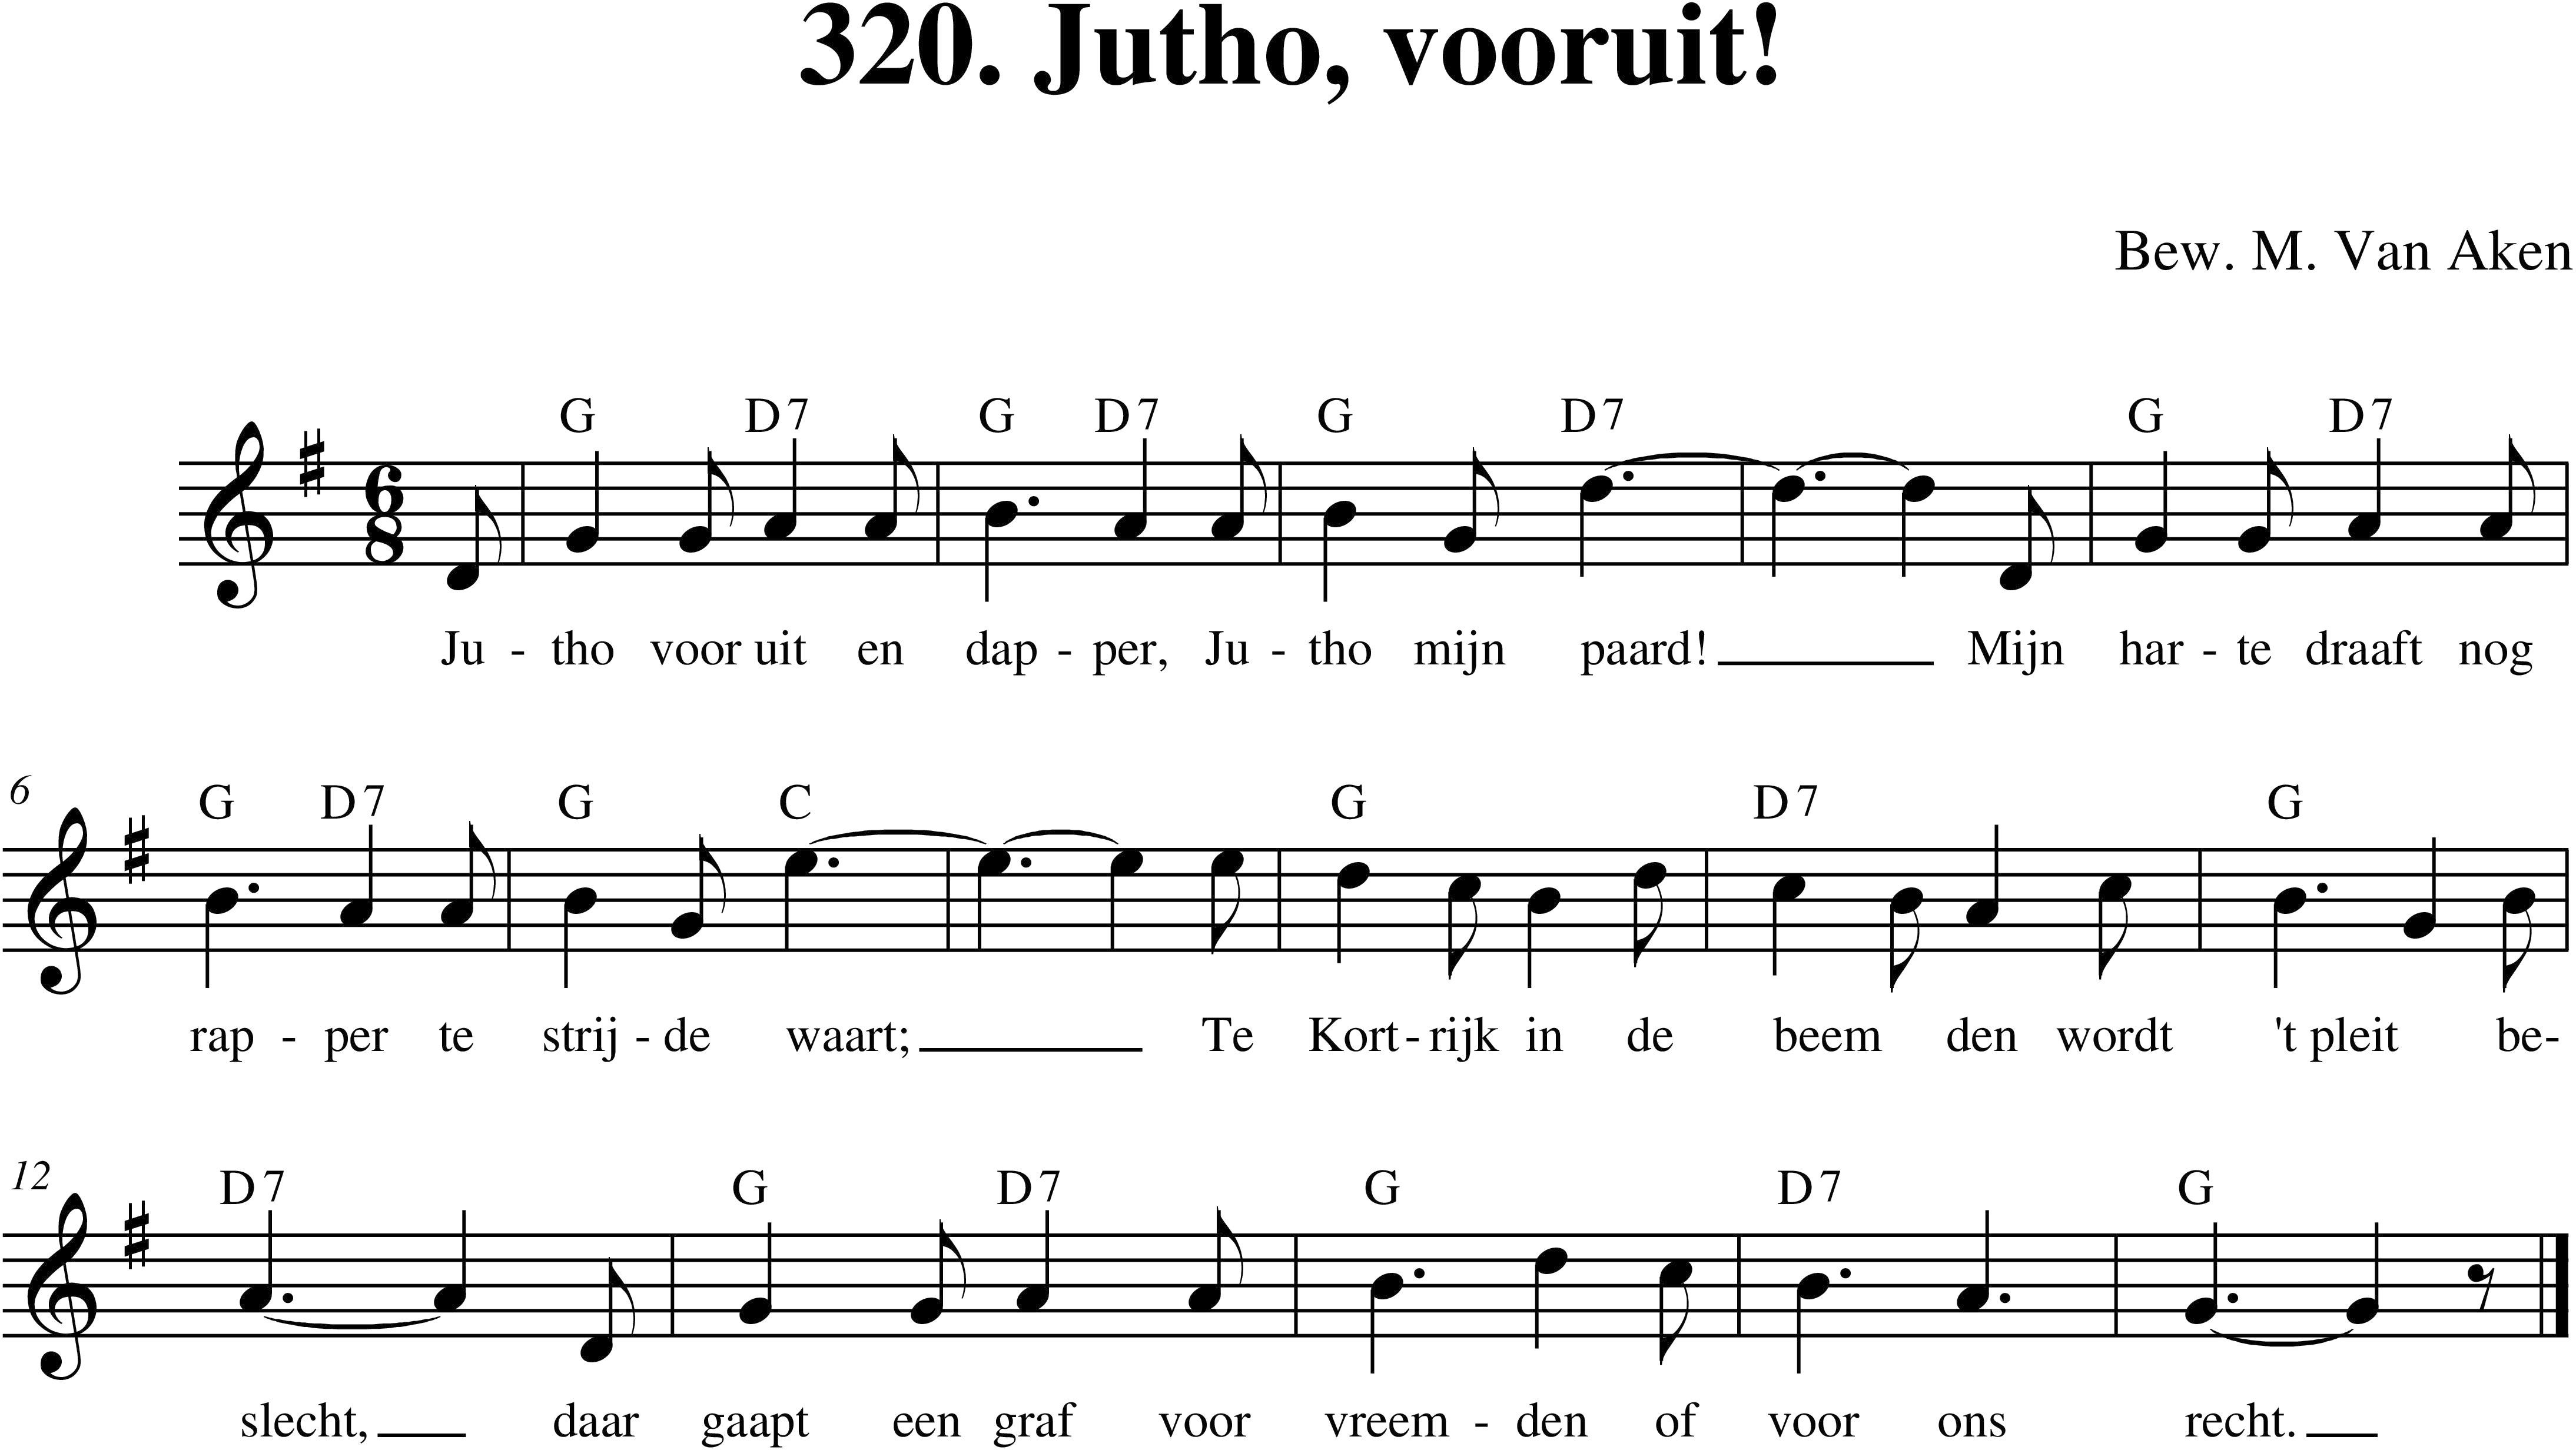 320. Jutho, vooruit!
Bew. M. Van Aken
G D7 G D7 G D7 G D7
6
8
Ju - tho voor uit en dap - per, Ju - tho mijn paard! Mijn har - te draaft nog
6
G D7 G C G D7 G
rap - per te strij - de waart; Te Kort - rijk in de beem den wordt 't pleit be-
12
D7 G D7 G D7 G
slecht, daar gaapt een graf voor vreem - den of voor ons recht.